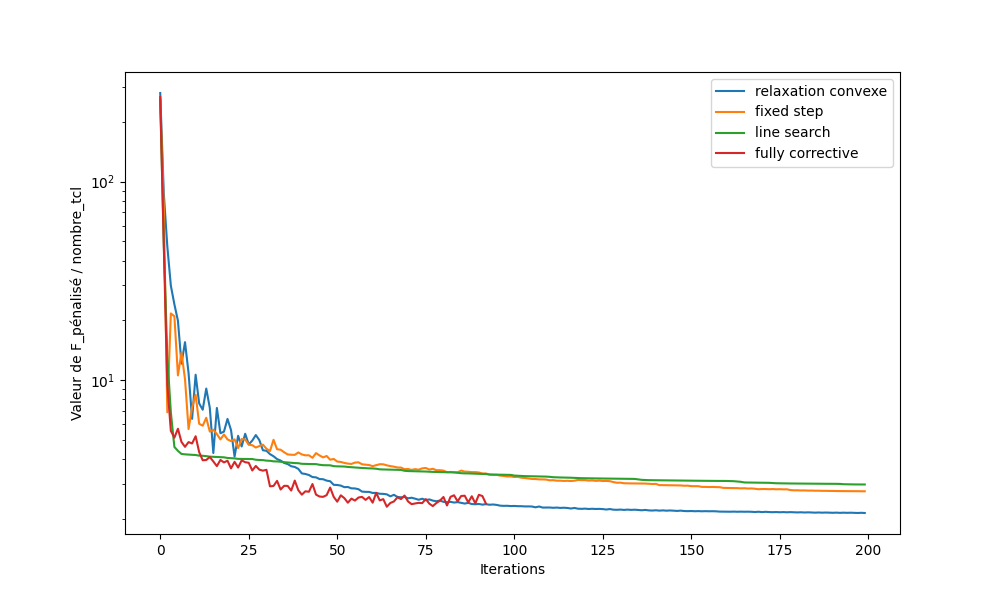 relaxation convexe
fixed step
line search
fully corrective
10²
10¹
Valeur de F_pénalisé / nombre_tcl
0 25 50 75 100 125 150 175 200
Iterations